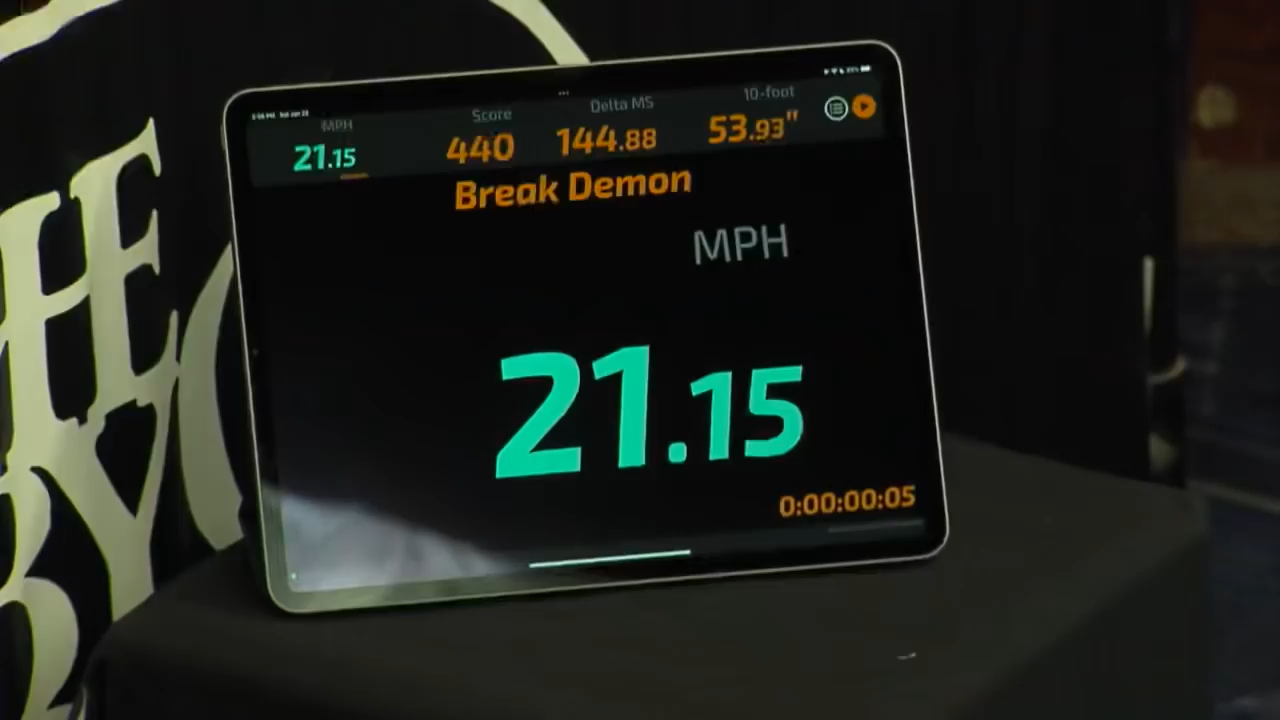 MPH Score Delta MS 10-foot
21.15 440 144.88 53.93"
Break Demon
MPH
21.15
0:00:00:05
HE